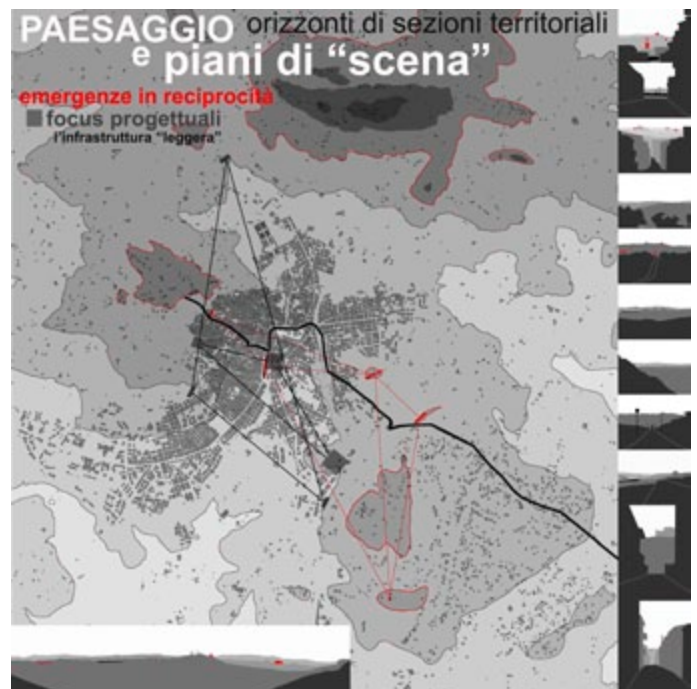 PAESAGGIO orizzonti di sezioni territoriali
e piani di “scena”
emergenze in reciprocità
focus progettuali
l'infrastruttura “leggera”